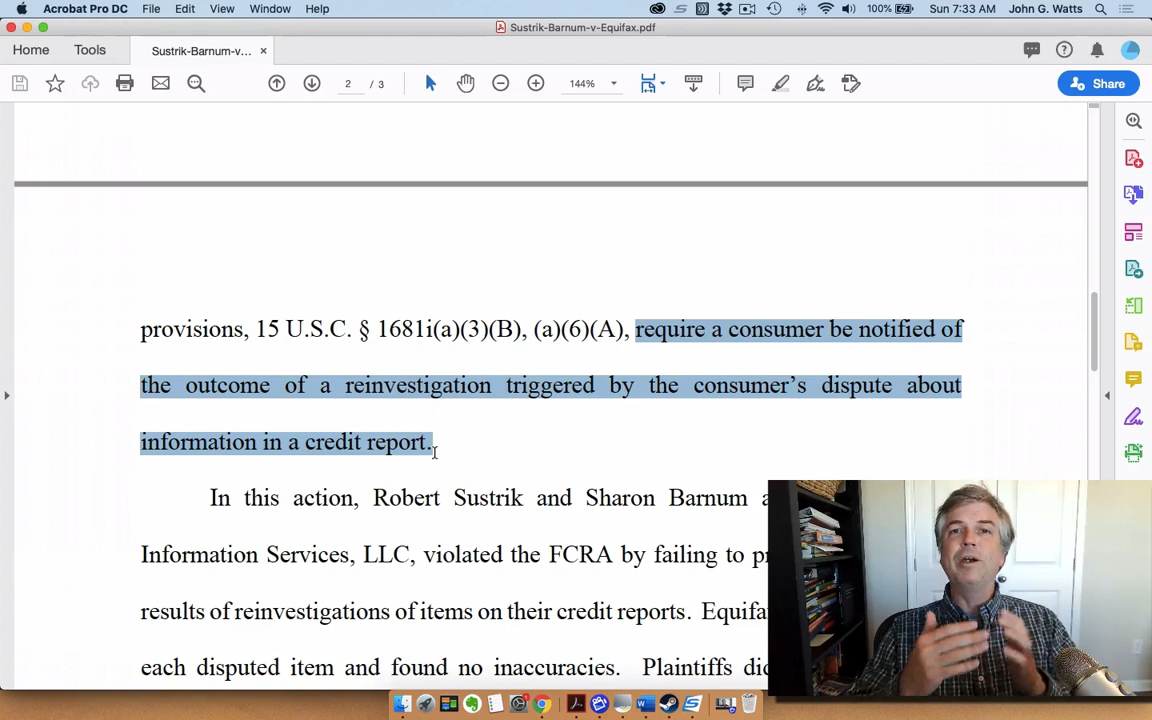 Acrobat Pro DC File Edit View Window Help 100% Sun 7:33 AM John G. Watts
Sustrik-Barnum-v-Equifax.pdf
Home Tools Sustrik-Barnum-v... ×
2 / 3 144% Share
provisions, 15 U.S.C. § 1681i(a)(3)(B), (a)(6)(A), require a consumer be notified of
the outcome of a reinvestigation triggered by the consumer’s dispute about
information in a credit report.
In this action, Robert Sustrik and Sharon Barnum
Information Services, LLC, violated the FCRA by failing to
results of reinvestigations of items on their credit reports. Equifa
each disputed item and found no inaccuracies. Plaintiffs